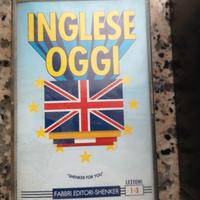 INGLESE
OGGI
"SHENKER FOR YOU"
LEZIONI
FABBRI EDITORI-SHENKER 1-3